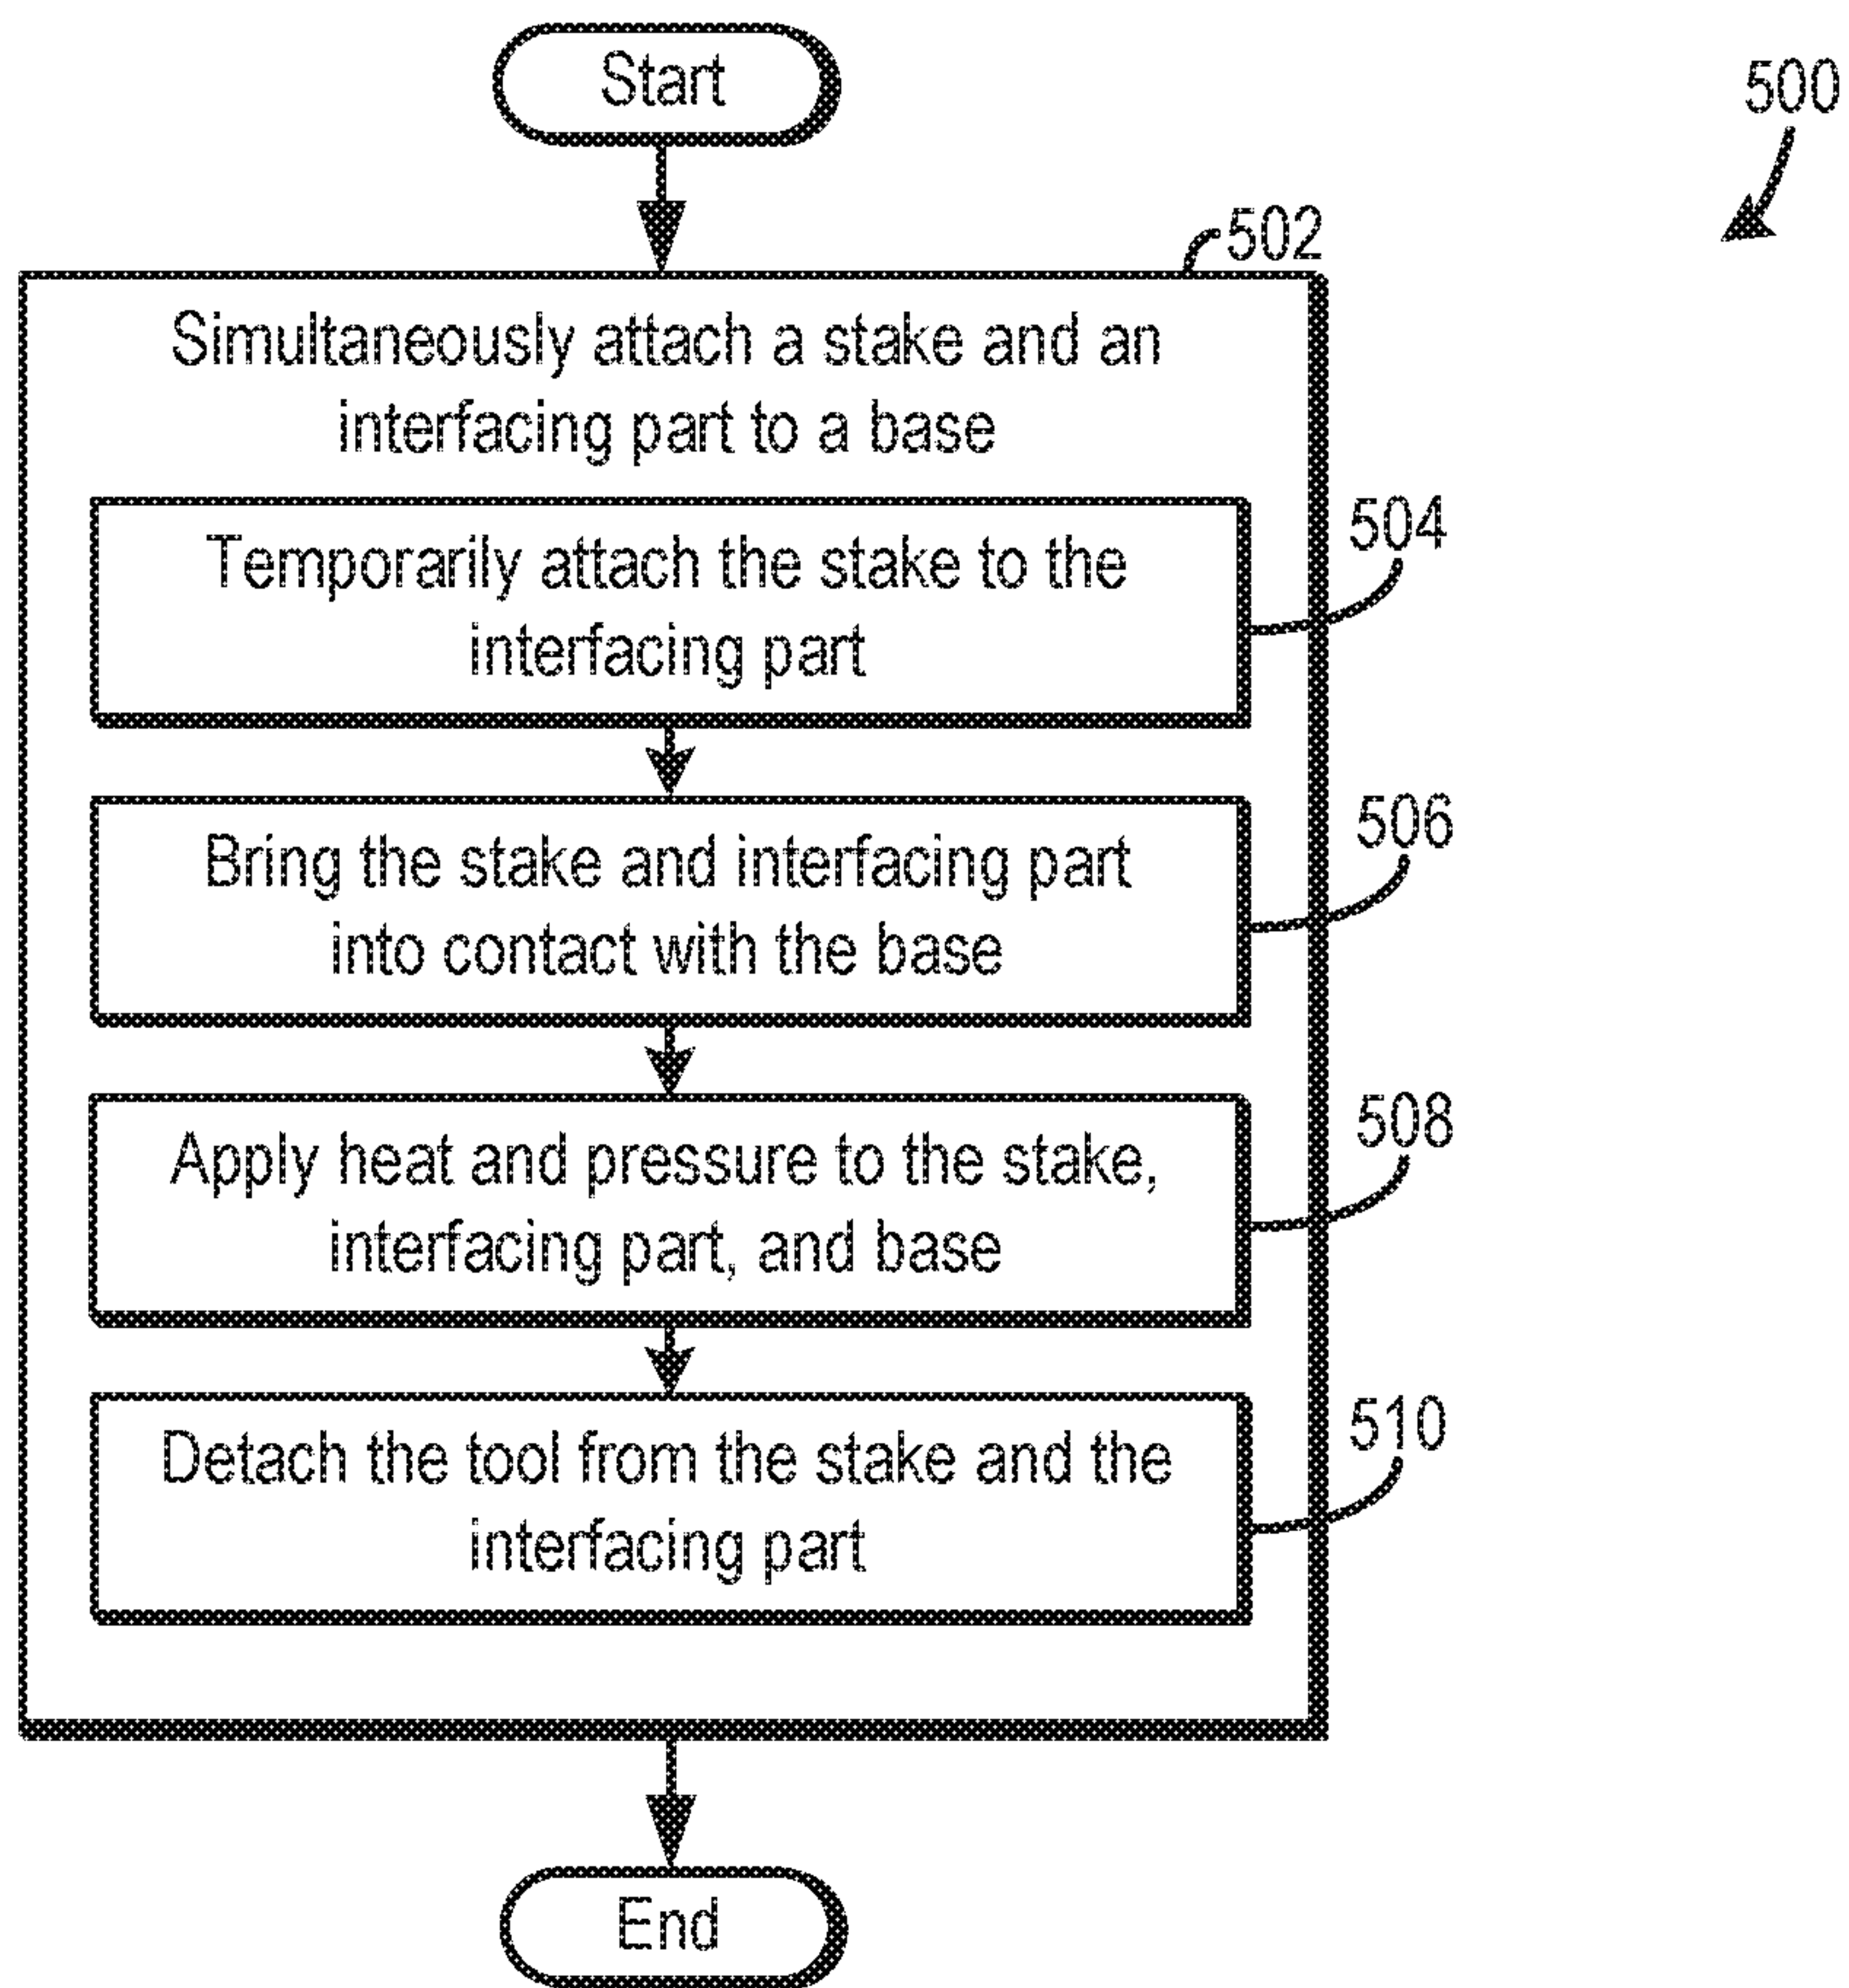 Start
500
502
Simultaneously attach a stake and an
interfacing part to a base
504
Temporarily attach the stake to the
interfacing part
506
Bring the stake and interfacing part
into contact with the base
508
Apply heat and pressure to the stake,
interfacing part, and base
510
Detach the tool from the stake and the
interfacing part
End